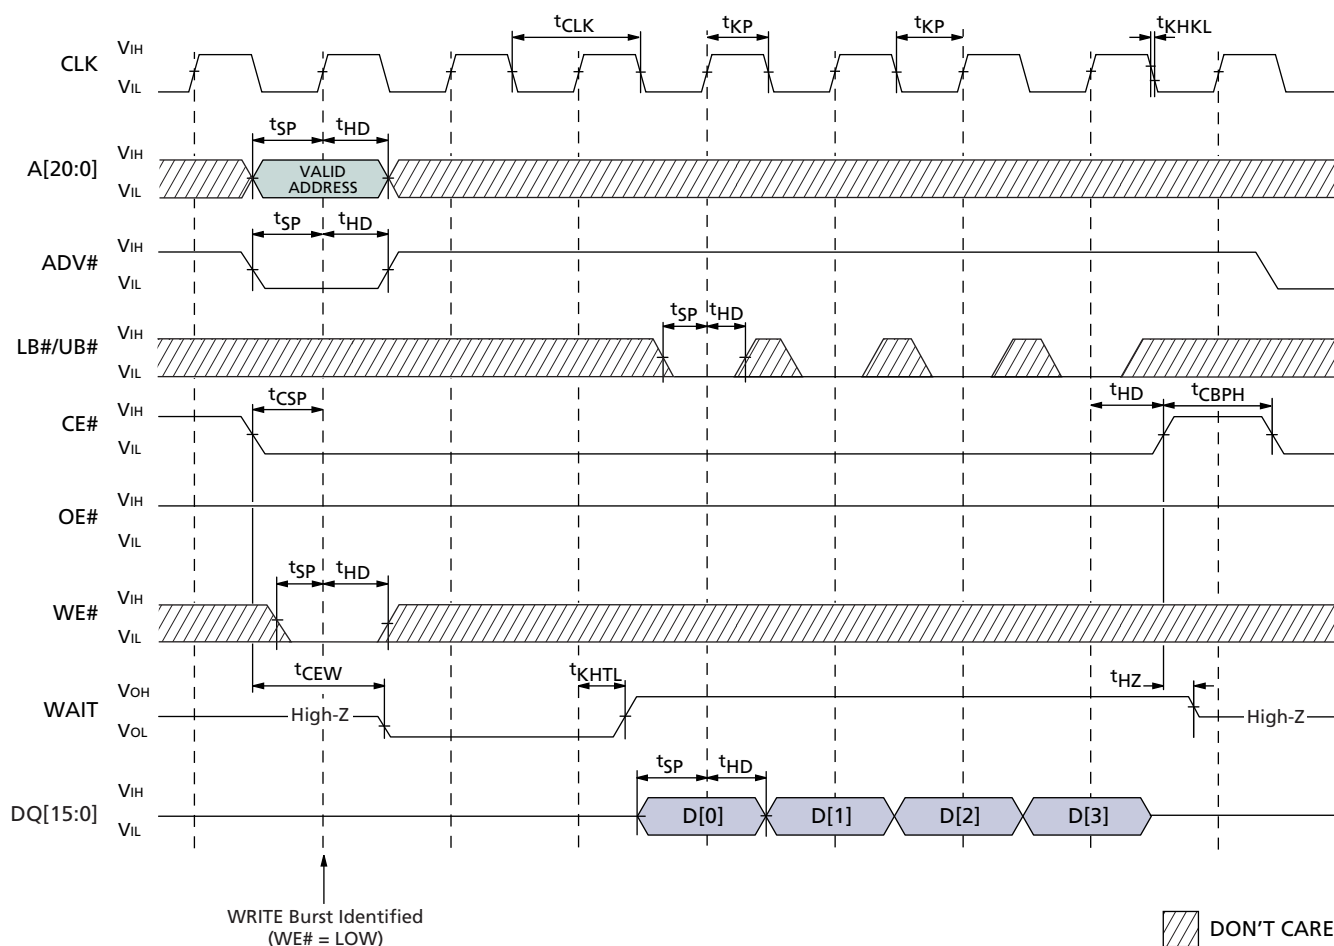 tCLK tKP tKP tKHKL
CLK VIH
VIL
tSP tHD
A[20:0] VIH
VIL
VALID
ADDRESS
tSP tHD
ADV# VIH
VIL
tSP tHD
LB#/UB# VIH
VIL
tCSP tHD tCBPH
CE# VIH
VIL
OE# VIH
VIL
tSP tHD
WE# VIH
VIL
tCEW tKHTL tHZ
WAIT VOH
VOL
High-Z High-Z
tSP tHD
DQ[15:0] VIH
VIL
D[0] D[1] D[2] D[3]
WRITE Burst Identified
(WE# = LOW)
DON'T CARE